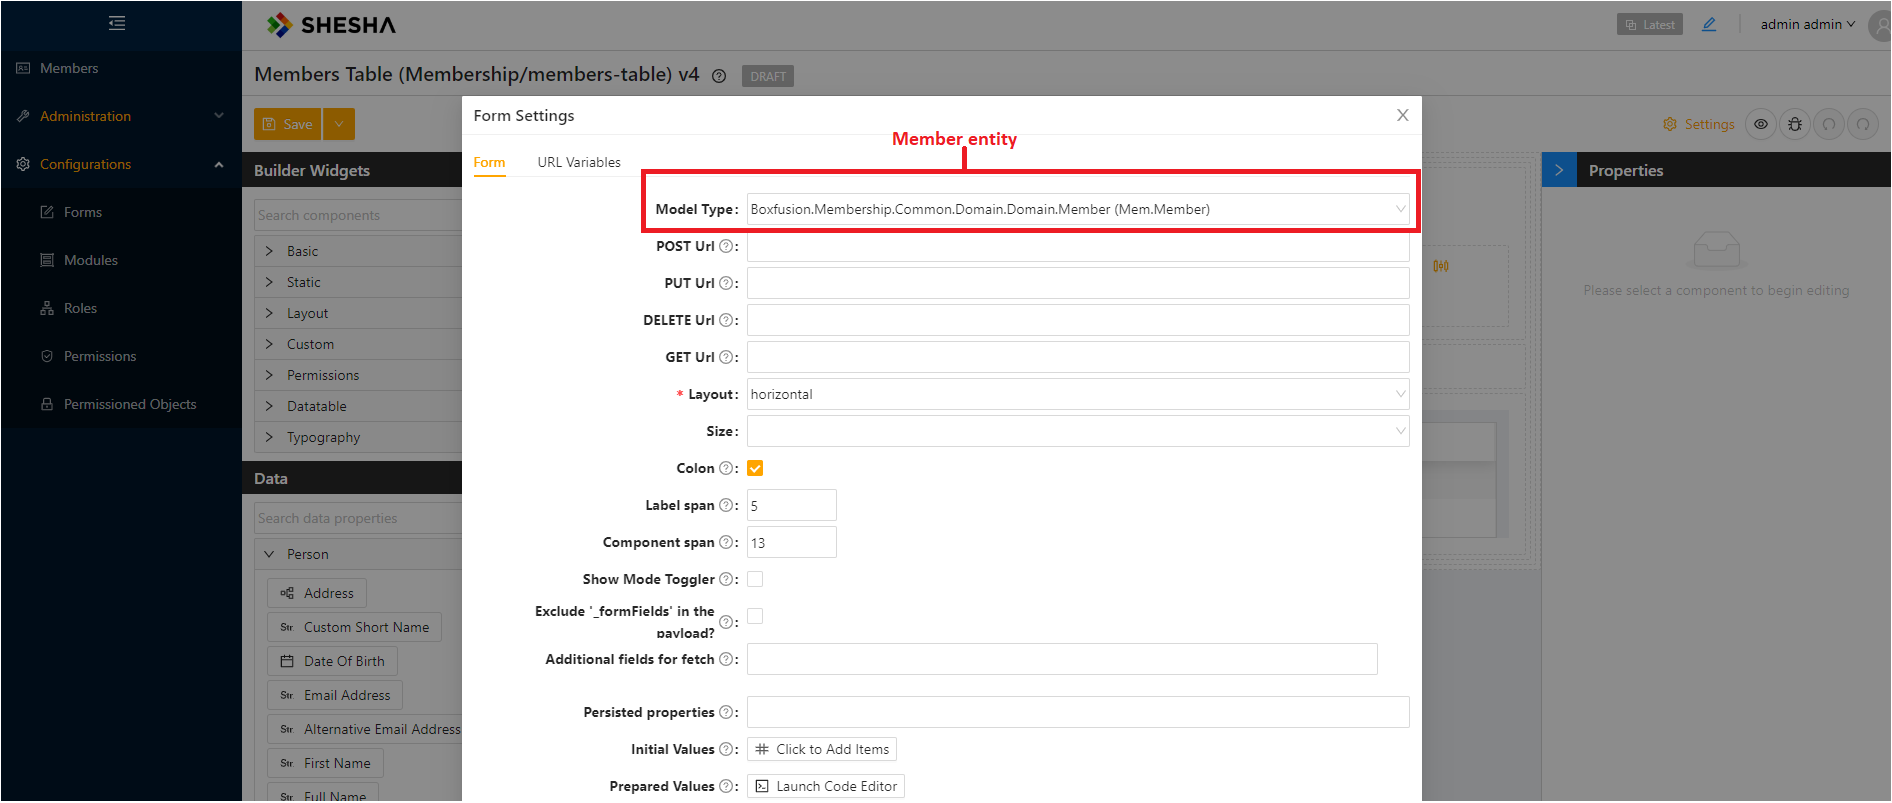 SHESHA
Latest
admin admin
Members
Members Table (Membership/members-table) v4
DRAFT
Administration
Save
Form Settings
Settings
Member entity
Configurations
Builder Widgets
Form
URL Variables
Properties
Forms
Search components
Model Type:
Boxfusion.Membership.Common.Domain.Domain.Member (Mem.Member)
Basic
POST Url ?:
Modules
Static
PUT Url ?:
Please select a component to begin editing
Roles
Layout
DELETE Url ?:
Custom
GET Url ?:
Permissions
Permissions
* Layout:
horizontal
Permissioned Objects
Datatable
Typography
Size:
Data
Colon ?:
Search data properties
Label span ?:
5
Person
Component span ?:
13
Address
Show Mode Toggler ?:
Str. Custom Short Name
Exclude '_formFields' in the
payload? ?:
Date Of Birth
Additional fields for fetch ?:
Str. Email Address
Str. Alternative Email Address
Persisted properties ?:
Str. First Name
Initial Values ?:
Click to Add Items
Str. Full Name
Prepared Values ?:
Launch Code Editor